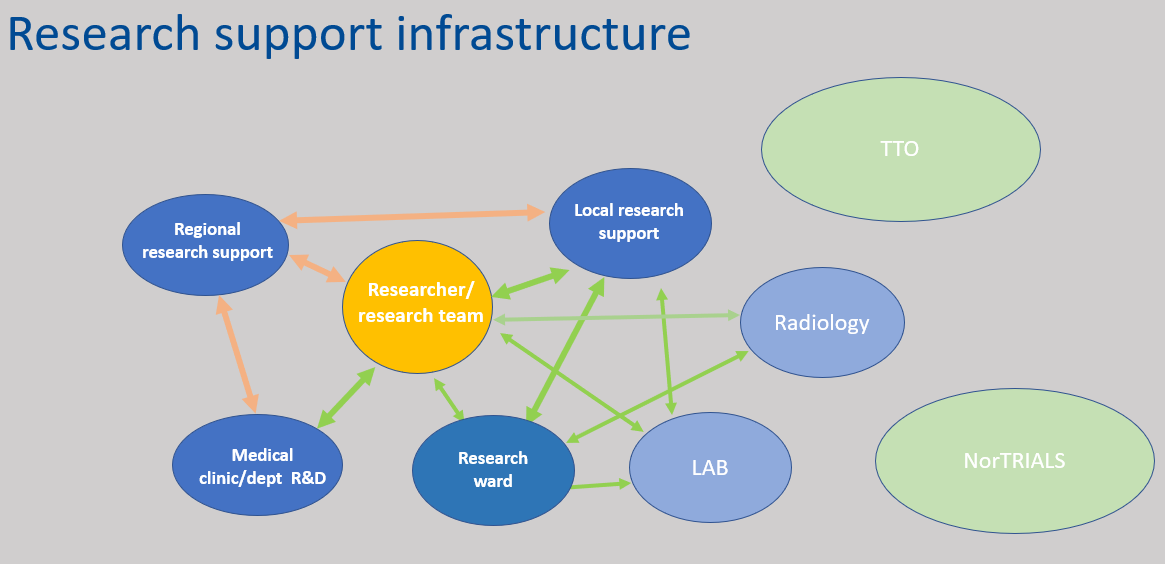 Research support infrastructure
TTO
Local research
support
Regional
research support
Researcher/
research team
Radiology
Medical
clinic/dept  R&D
Research
ward
LAB
NorTRIALS